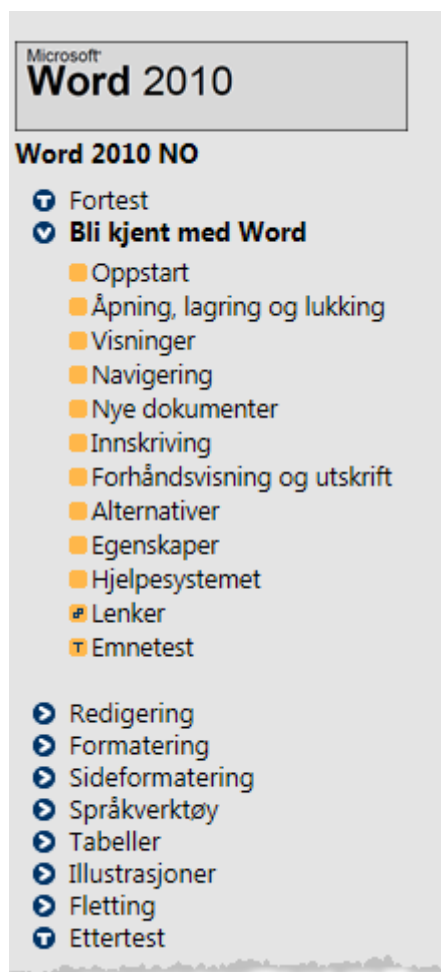 Microsoft®
Word 2010
Word 2010 NO
Fortest
Bli kjent med Word
Oppstart
Åpning, lagring og lukking
Visninger
Navigering
Nye dokumenter
Innskriving
Forhåndsvisning og utskrift
Alternativer
Egenskaper
Hjelpesystemet
Lenker
Emnetest
Redigering
Formatering
Sideformatering
Språkverktøy
Tabeller
Illustrasjoner
Fletting
Ettertest